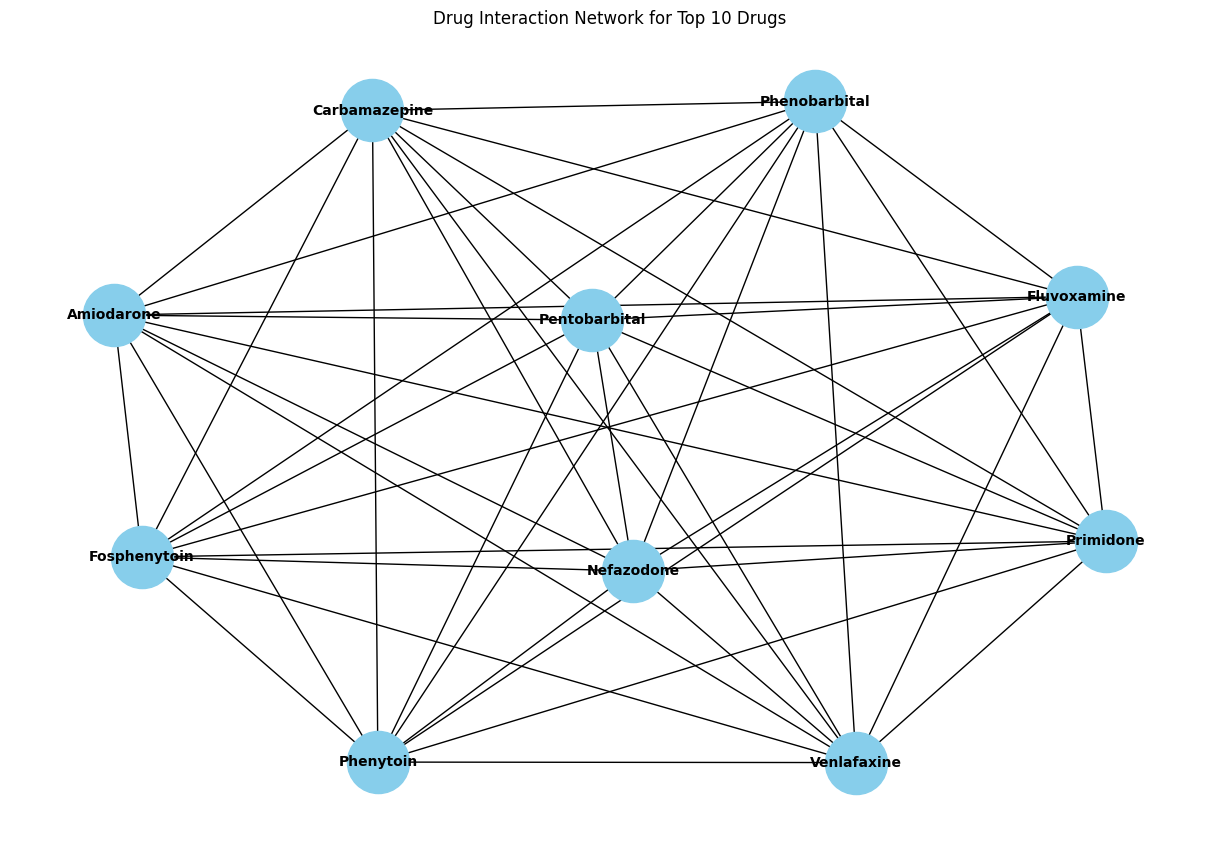 Drug Interaction Network for Top 10 Drugs
Phenobarbital
Carbamazepine
Fluvoxamine
Amiodarone
Pentobarbital
Primidone
Fosphenytoin
Nefazodone
Phenytoin
Venlafaxine